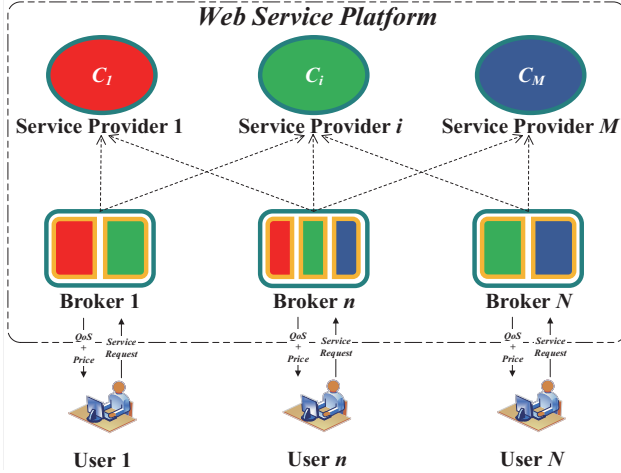 Web Service Platform
C1 Ci CM
Service Provider 1 Service Provider i Service Provider M
Broker 1 Broker n Broker N
QoS + Price Service Request QoS + Price Service Request QoS + Price Service Request
User 1 User n User N